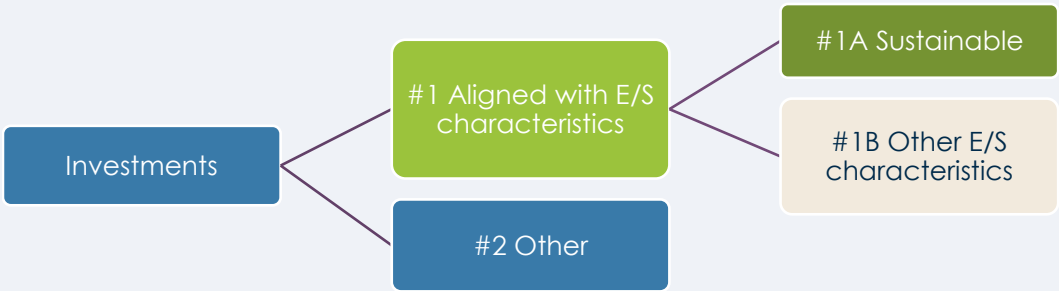 Investments
#1 Aligned with E/S
characteristics
#2 Other
#1A Sustainable
#1B Other E/S
characteristics